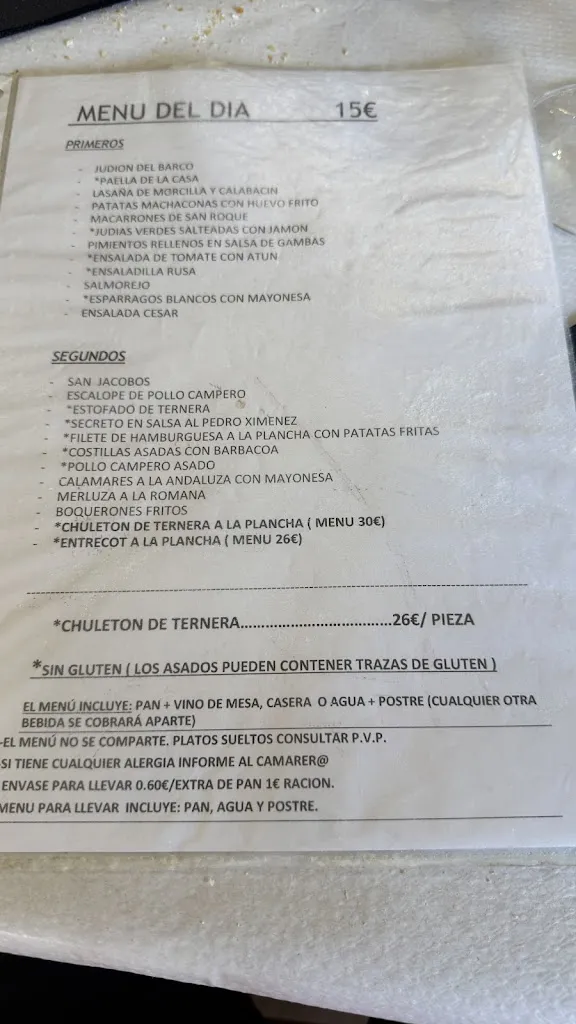 MENU DEL DIA 15€
PRIMEROS
- JUDION DEL BARCO
- *PAELLA DE LA CASA
- LASAÑA DE MORCILLA Y CALABACIN
- PATATAS MACHACONAS CON HUEVO FRITO
- MACARRONES DE SAN ROQUE
- *JUDIAS VERDES SALTEADAS CON JAMON
- PIMIENTOS RELLENOS EN SALSA DE GAMBAS
- *ENSALADA DE TOMATE CON ATUN
- *ENSALADILLA RUSA
- SALMOREJO
- *ESPARRAGOS BLANCOS CON MAYONESA
- ENSALADA CESAR
SEGUNDOS
- SAN JACOBOS
- ESCALOPE DE POLLO CAMPERO
- *ESTOFADO DE TERNERA
- *SECRETO EN SALSA AL PEDRO XIMENEZ
- *FILETE DE HAMBURGUESA A LA PLANCHA CON PATATAS FRITAS
- *COSTILLAS ASADAS CON BARBACOA
- *POLLO CAMPERO ASADO
- CALAMARES A LA ANDALUZA CON MAYONESA
- MERLUZA A LA ROMANA
- BOQUERONES FRITOS
- *CHULETON DE TERNERA A LA PLANCHA ( MENU 30€)
- *ENTRECOT A LA PLANCHA ( MENU 26€)
*CHULETON DE TERNERA....................................26€/ PIEZA
*SIN GLUTEN ( LOS ASADOS PUEDEN CONTENER TRAZAS DE GLUTEN )
EL MENÚ INCLUYE: PAN + VINO DE MESA, CASERA O AGUA + POSTRE (CUALQUIER OTRA
BEBIDA SE COBRARÁ APARTE)
-EL MENÚ NO SE COMPARTE. PLATOS SUELTOS CONSULTAR P.V.P.
-SI TIENE CUALQUIER ALERGIA INFORME AL CAMARER@
ENVASE PARA LLEVAR 0.60€/EXTRA DE PAN 1€ RACION.
MENU PARA LLEVAR INCLUYE: PAN, AGUA Y POSTRE.